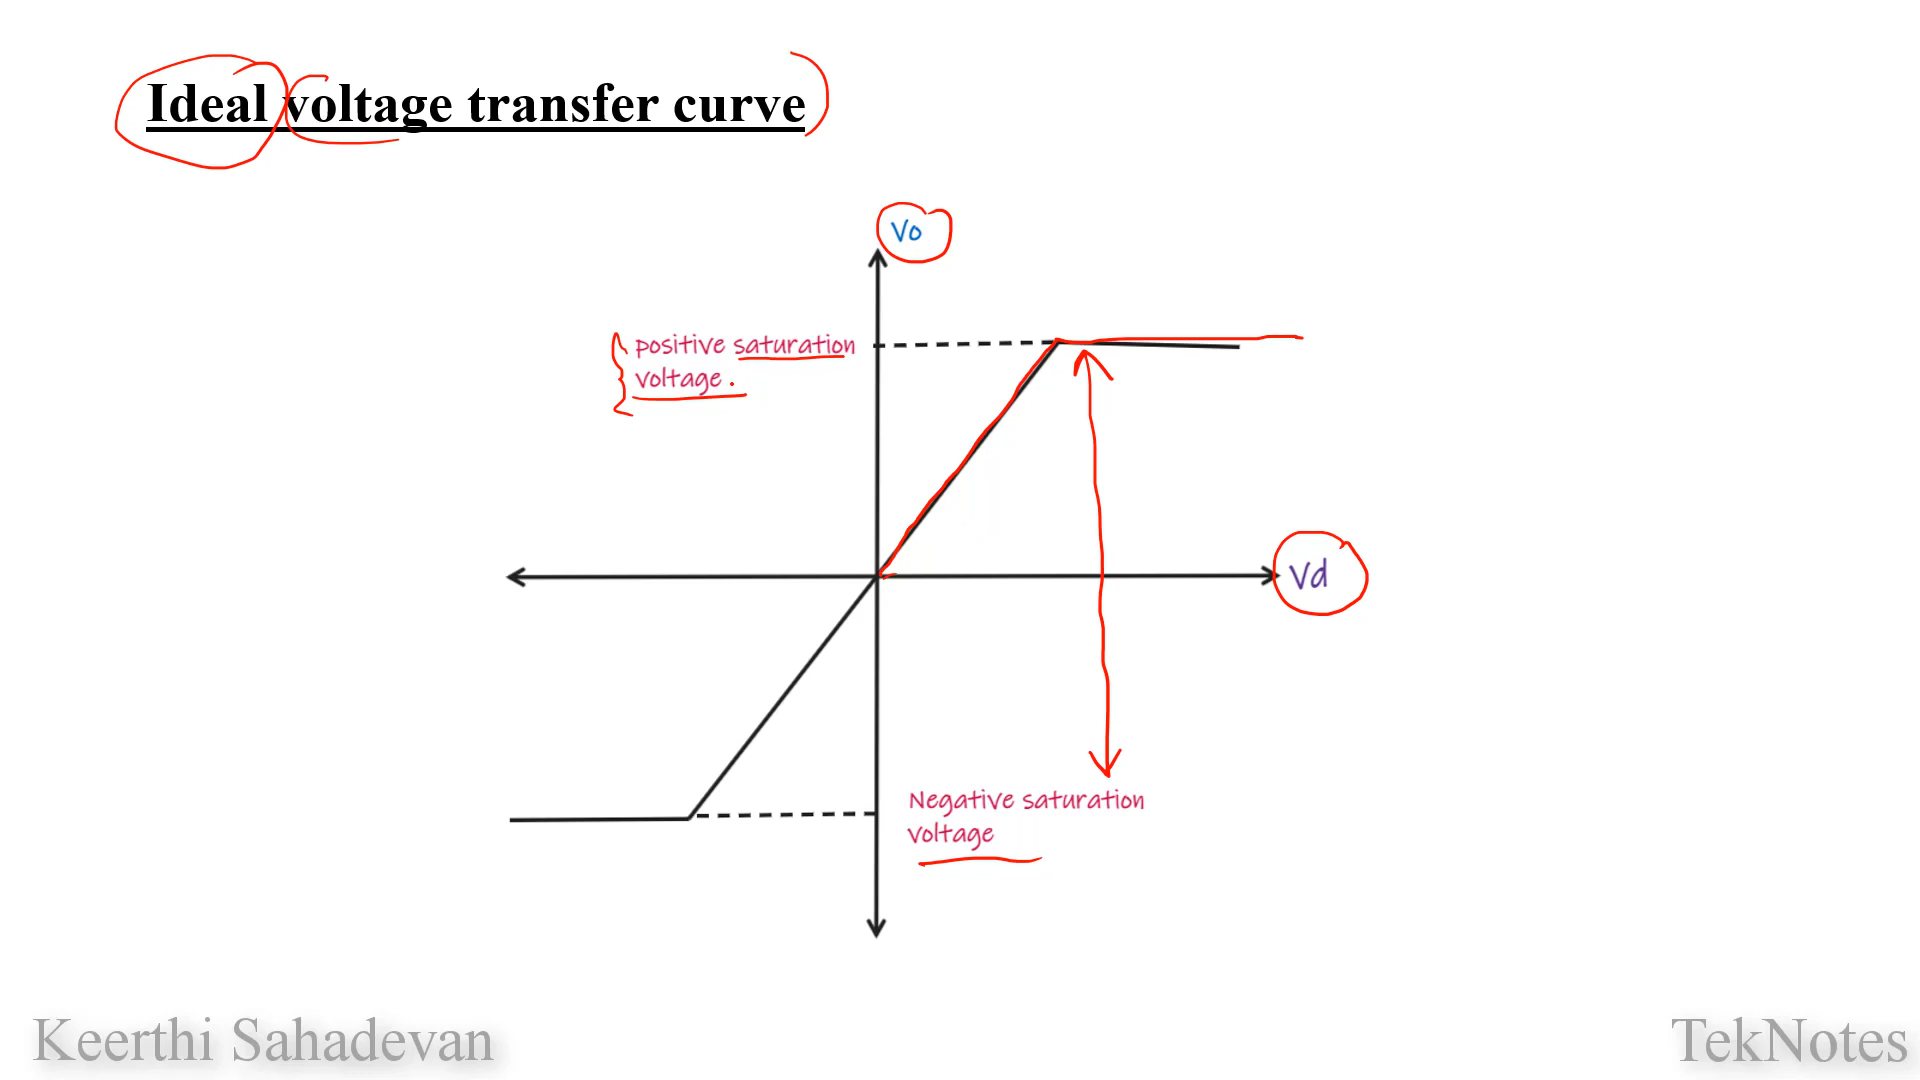 Ideal voltage transfer curve
Vo
positive saturation
voltage.
Vd
Negative saturation
voltage
Keerthi Sahadevan
TekNotes